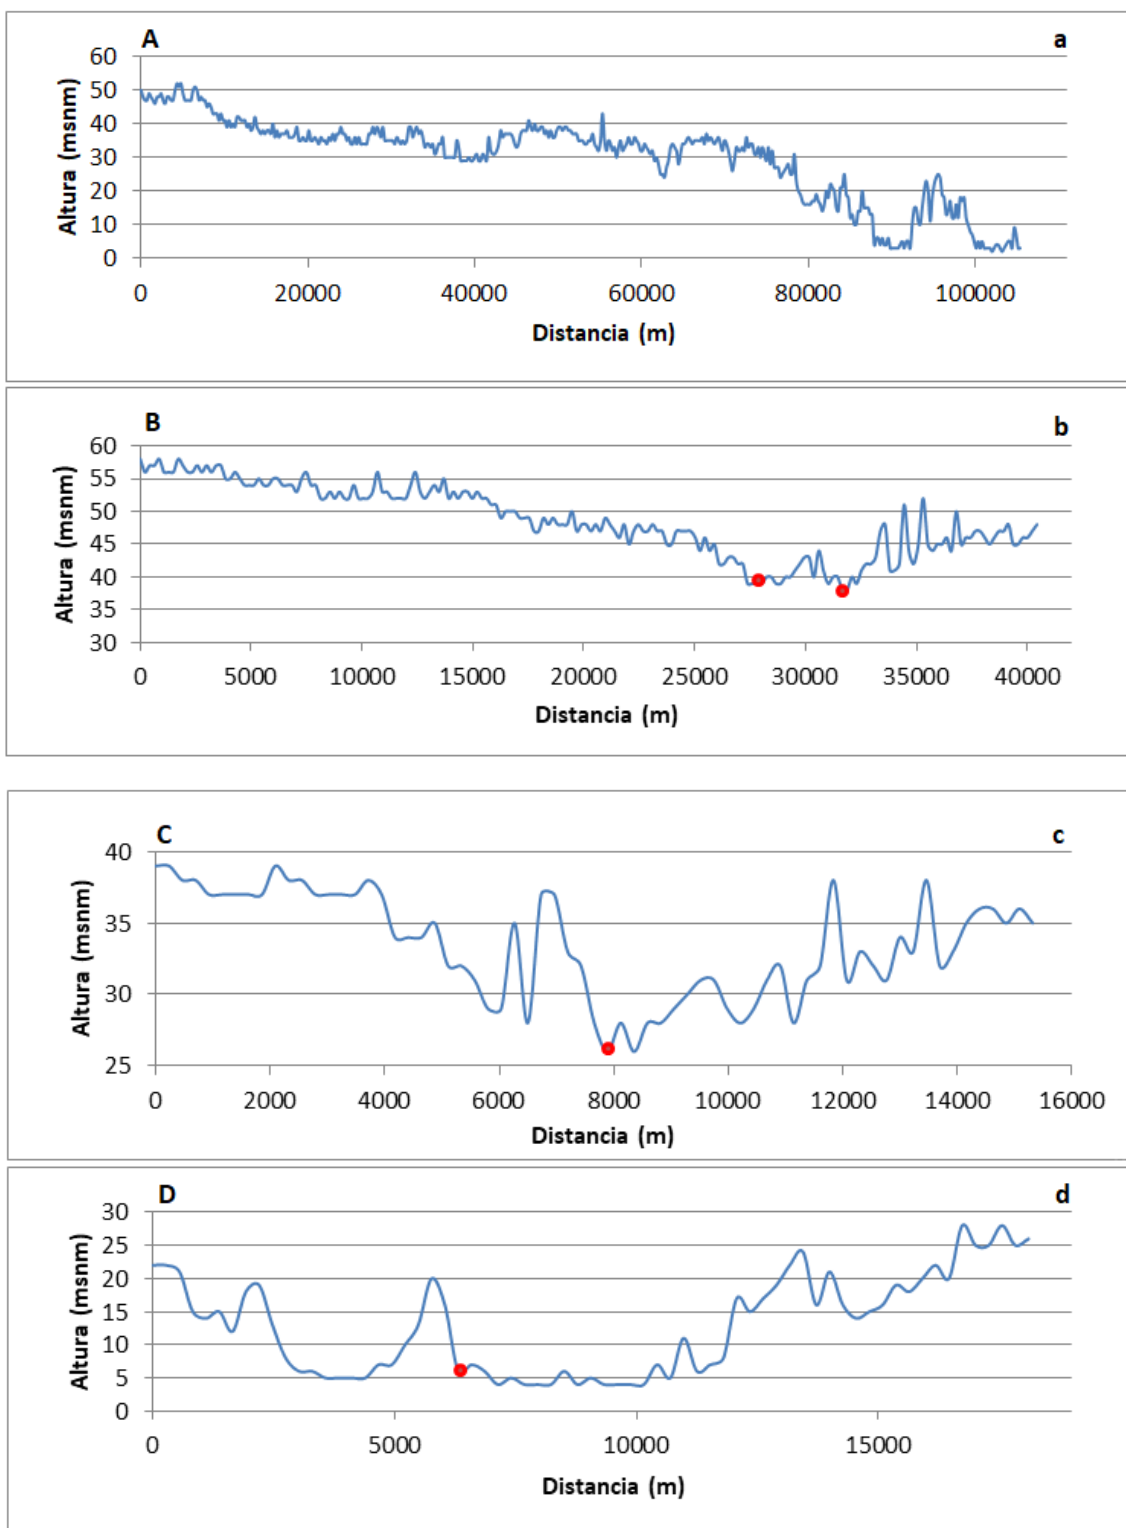 A a
60
50
40
30
20
10
0
Altura (msnm)
0 20000 40000 60000 80000 100000
Distancia (m)
B b
60
55
50
45
40
35
30
Altura (msnm)
0 5000 10000 15000 20000 25000 30000 35000 40000
Distancia (m)
C c
40
35
30
25
Altura (msnm)
0 2000 4000 6000 8000 10000 12000 14000 16000
Distancia (m)
D d
30
25
20
15
10
5
0
Altura (msnm)
0 5000 10000 15000
Distancia (m)